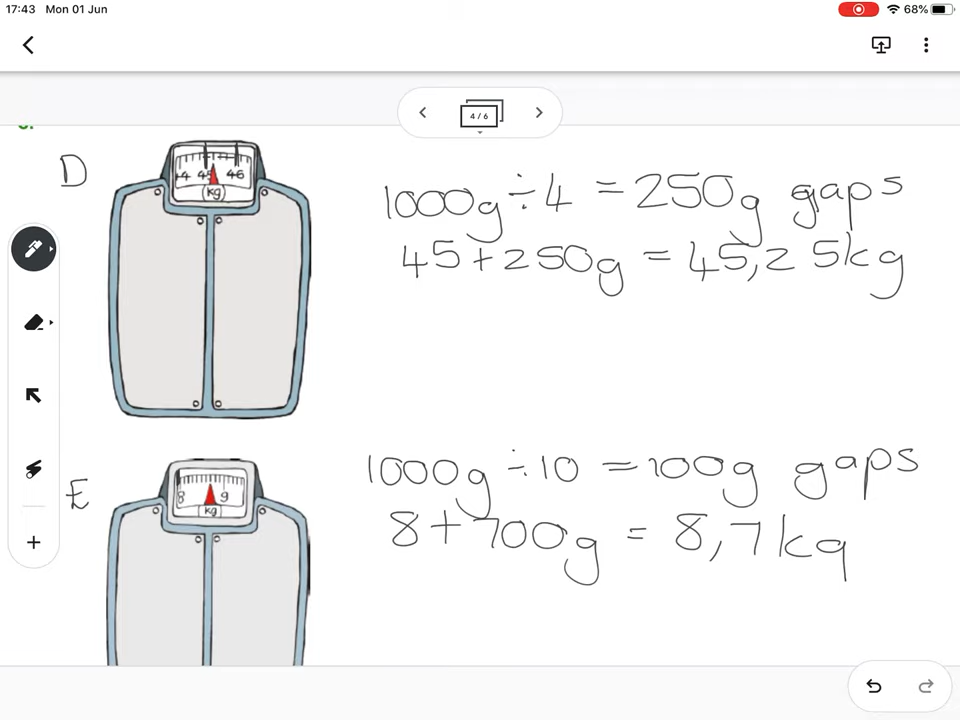 17:43 Mon 01 Jun
68%
4 / 6
D
45 46
(kg)
1000g ÷ 4 = 250g gaps
45 + 250g = 45,25kg
E
8 9
kg
1000g ÷ 10 = 100g gaps
8 + 700g = 8,7kg